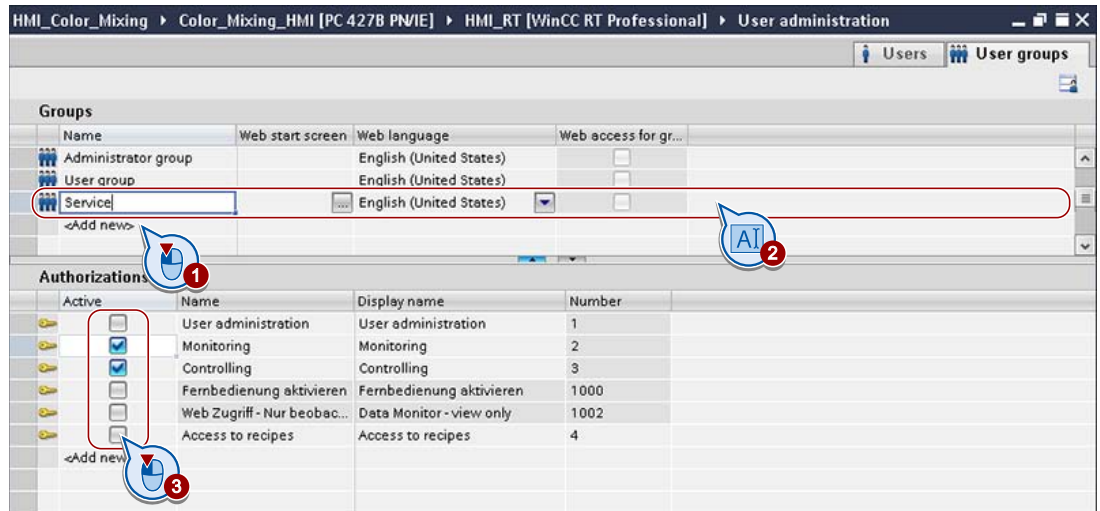 HMI_Color_Mixing ▸ Color_Mixing_HMI [PC 427B PN/IE] ▸ HMI_RT [WinCC RT Professional] ▸ User administration
Users User groups
Groups
Name Web start screen Web language Web access for gr...
Administrator group English (United States)
User group English (United States)
Service ... English (United States)
<Add new>
AI 2
1
Authorizations
Active Name Display name Number
User administration User administration 1
Monitoring Monitoring 2
Controlling Controlling 3
Fernbedienung aktivieren Fernbedienung aktivieren 1000
Web Zugriff - Nur beobac... Data Monitor - view only 1002
Access to recipes Access to recipes 4
<Add new
3